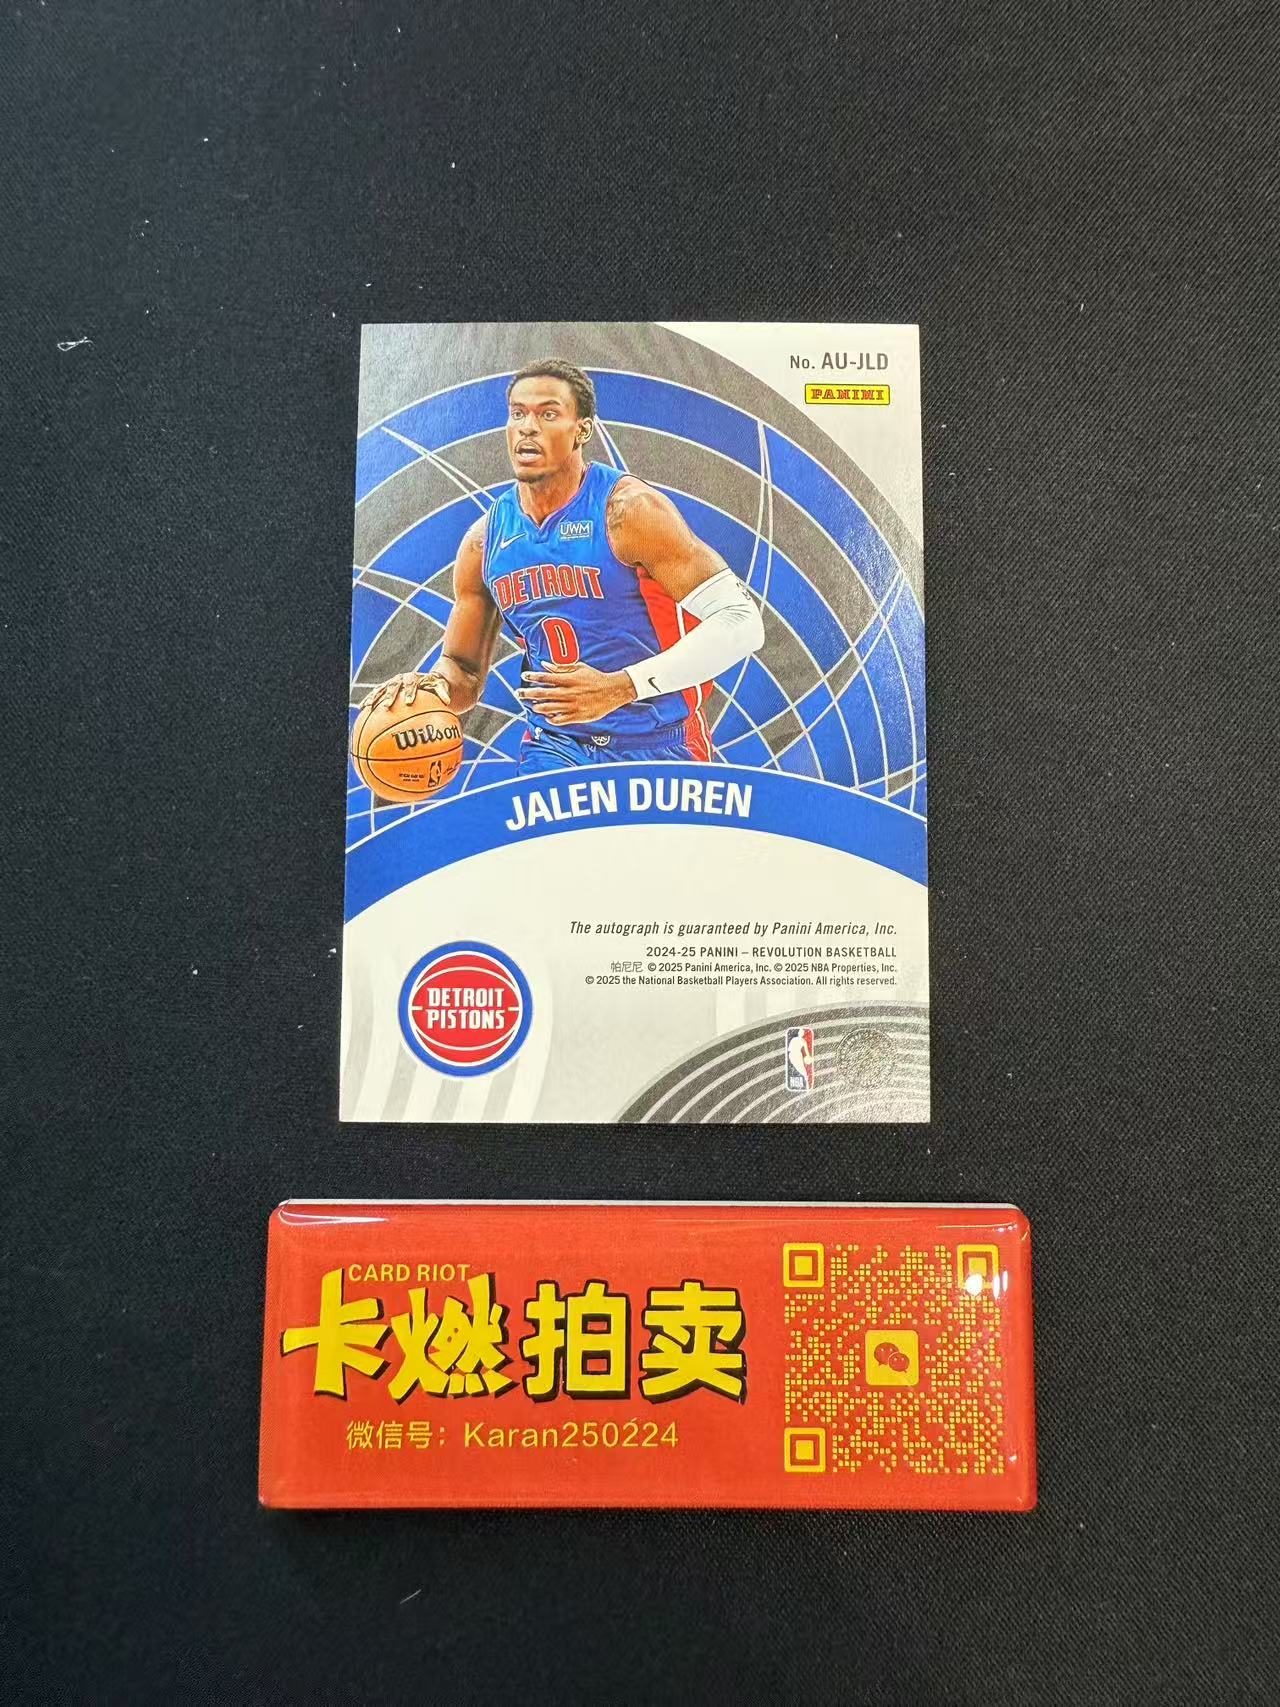 No. AU-JLD
PANINI
UWM
DETROIT
0
Wilson
JALEN DUREN
The autograph is guaranteed by Panini America, Inc.
2024-25 PANINI – REVOLUTION BASKETBALL
帕尼尼 © 2025 Panini America, Inc. © 2025 NBA Properties, Inc.
© 2025 the National Basketball Players Association. All rights reserved.
DETROIT
PISTONS
NBA
CARD RIOT
卡燃拍卖
微信号：Karan250224